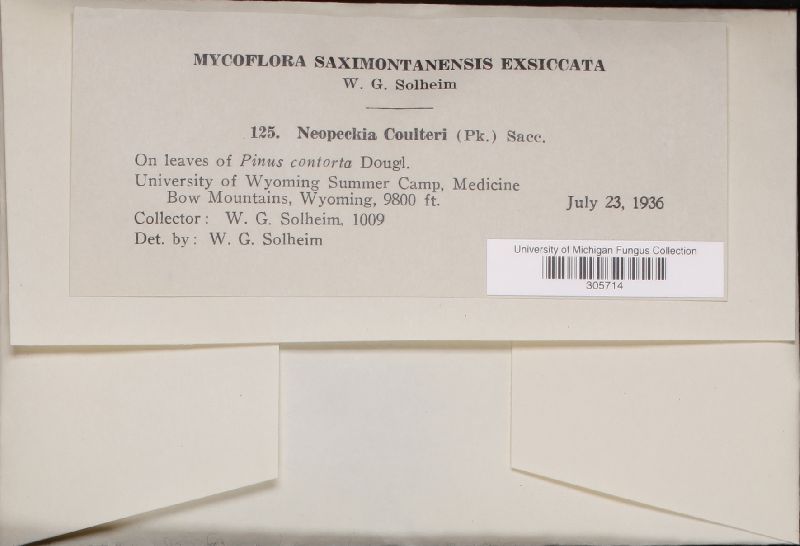 MYCOFLORA SAXIMONTANENSIS EXSICCATA
W. G. Solheim
125. Neopeckia Coulteri (Pk.) Sacc.
On leaves of Pinus contorta Dougl.
University of Wyoming Summer Camp, Medicine
Bow Mountains, Wyoming, 9800 ft. July 23, 1936
Collector: W. G. Solheim, 1009
Det. by: W. G. Solheim
University of Michigan Fungus Collection
305714